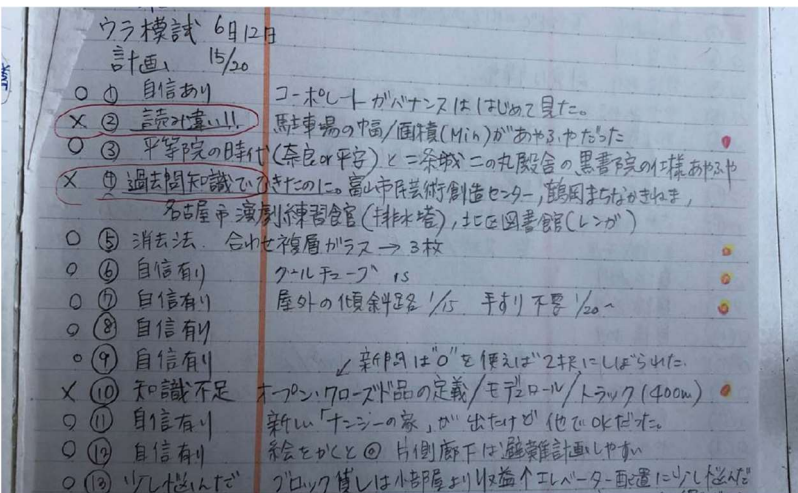 ウラ模試 6月12日
計画 15/20
○ ① 自信あり コーポレートガバナンスははじめて見た。
× ② 読み違い!! 駐車場の幅/面積(Min)があやふやだった
○ ③ 平等院の時代(奈良or平安)と二条城二の丸殿舎の黒書院の仕様あやふや
× ④ 過去問知識でできたのに。富山市民芸術創造センター,鶴岡まちなかキネマ,
名古屋市演劇練習館(排水塔),北区図書館(レンガ)
○ ⑤ 消去法. 合わせ複層ガラス→3枚
○ ⑥ 自信有り クールチューブ is
○ ⑦ 自信有り 屋外の傾斜路 1/15 手すり不要 1/20~
○ ⑧ 自信有り
○ ⑨ 自信有り 新問は"0"を使えば2択にしぼられた.
× ⑩ 知識不足 オープン・クローズド部品の定義/モデュロール/トラック(400m)
○ ⑪ 自信有り 新しい「ナンジーの家」が出たけど他でOKだった。
○ ⑫ 自信有り 絵をかくと◎ 片側廊下は避難計画しやすい
○ ⑬ 少し悩んだ ブロック貸しは小部屋より収益↑エレベーター配置に少し悩んだ